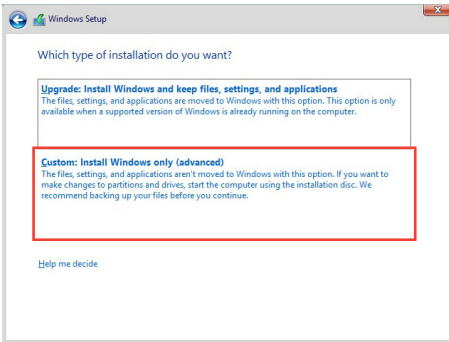 Windows Setup
Which type of installation do you want?
Upgrade: Install Windows and keep files, settings, and applications
The files, settings, and applications are moved to Windows with this option. This option is only
available when a supported version of Windows is already running on the computer.
Custom: Install Windows only (advanced)
The files, settings, and applications aren't moved to Windows with this option. If you want to
make changes to partitions and drives, start the computer using the installation disc. We
recommend backing up your files before you continue.
Help me decide